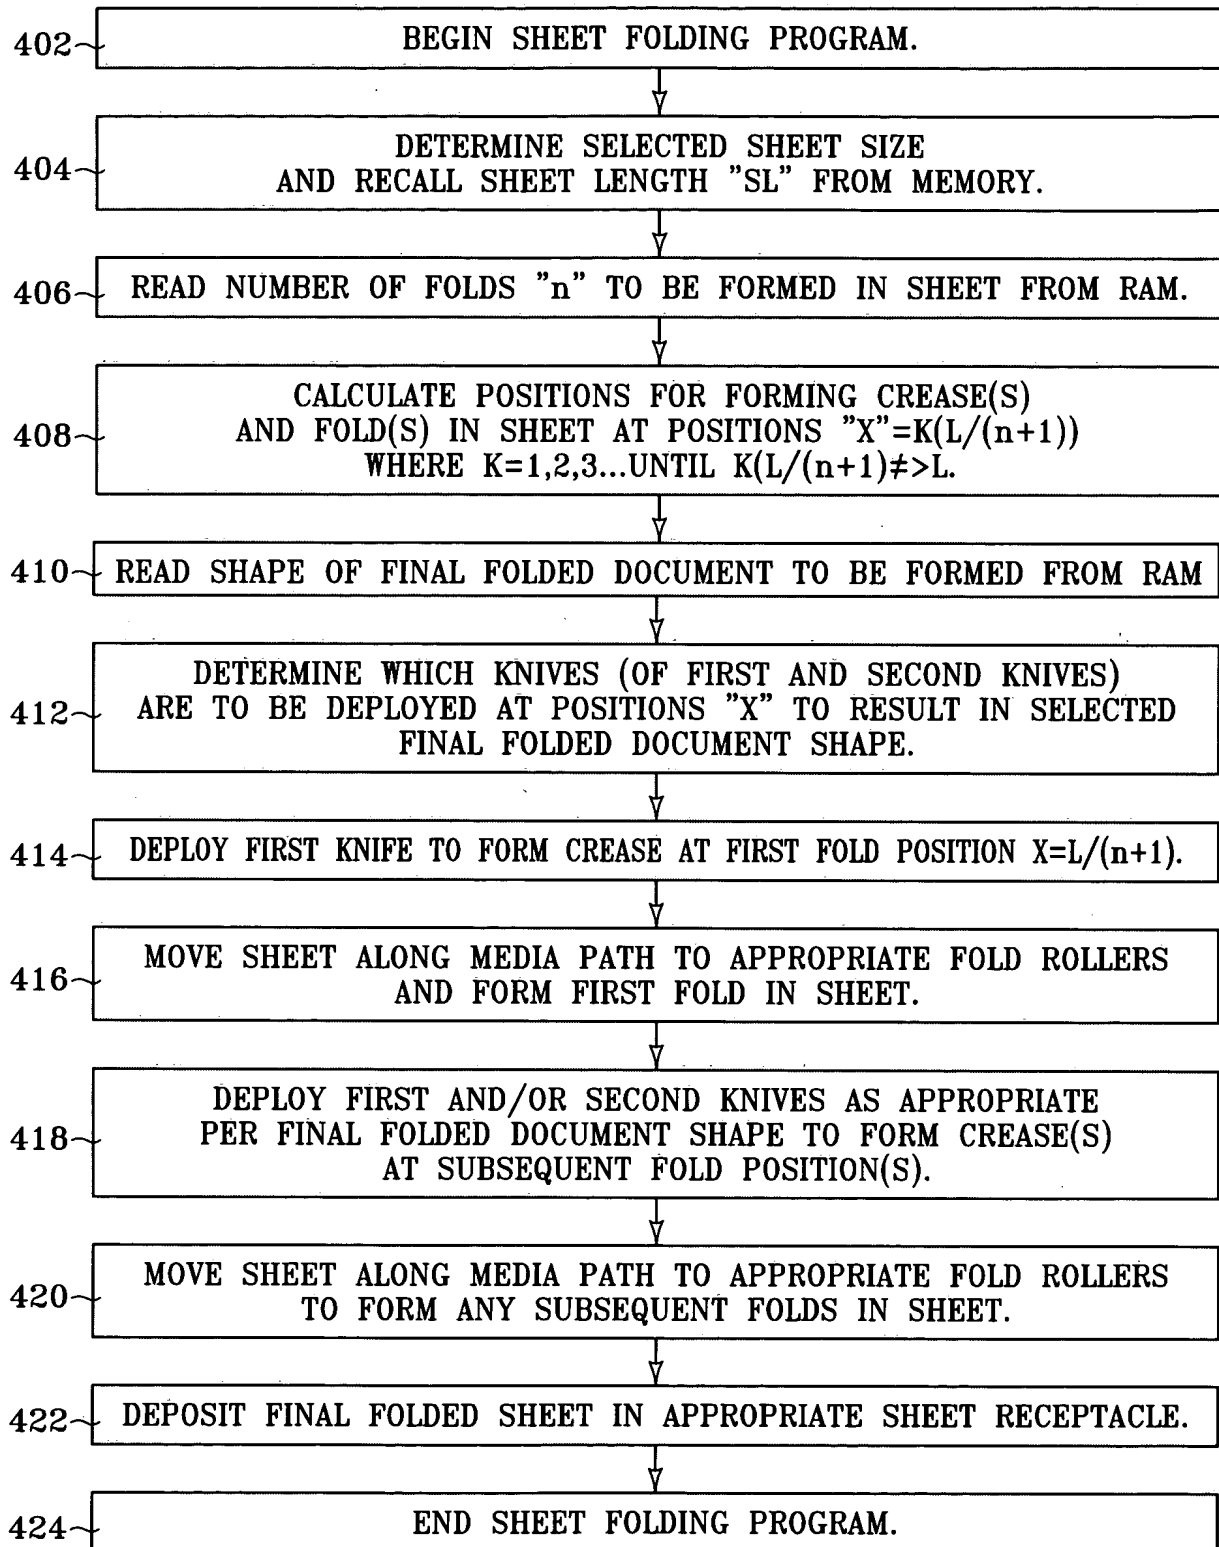 402 BEGIN SHEET FOLDING PROGRAM.
404 DETERMINE SELECTED SHEET SIZE
AND RECALL SHEET LENGTH "SL" FROM MEMORY.
406 READ NUMBER OF FOLDS "n" TO BE FORMED IN SHEET FROM RAM.
408 CALCULATE POSITIONS FOR FORMING CREASE(S)
AND FOLD(S) IN SHEET AT POSITIONS "X"=K(L/(n+1))
WHERE K=1,2,3...UNTIL K(L/(n+1)≠>L.
410 READ SHAPE OF FINAL FOLDED DOCUMENT TO BE FORMED FROM RAM
412 DETERMINE WHICH KNIVES (OF FIRST AND SECOND KNIVES)
ARE TO BE DEPLOYED AT POSITIONS "X" TO RESULT IN SELECTED
FINAL FOLDED DOCUMENT SHAPE.
414 DEPLOY FIRST KNIFE TO FORM CREASE AT FIRST FOLD POSITION X=L/(n+1).
416 MOVE SHEET ALONG MEDIA PATH TO APPROPRIATE FOLD ROLLERS
AND FORM FIRST FOLD IN SHEET.
418 DEPLOY FIRST AND/OR SECOND KNIVES AS APPROPRIATE
PER FINAL FOLDED DOCUMENT SHAPE TO FORM CREASE(S)
AT SUBSEQUENT FOLD POSITION(S).
420 MOVE SHEET ALONG MEDIA PATH TO APPROPRIATE FOLD ROLLERS
TO FORM ANY SUBSEQUENT FOLDS IN SHEET.
422 DEPOSIT FINAL FOLDED SHEET IN APPROPRIATE SHEET RECEPTACLE.
424 END SHEET FOLDING PROGRAM.